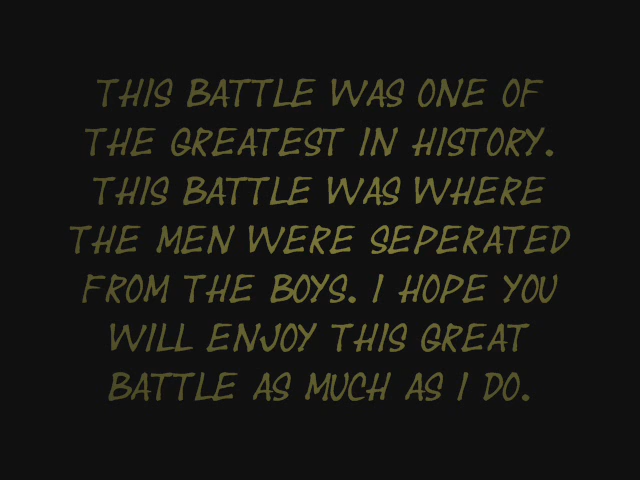 THIS BATTLE WAS ONE OF
THE GREATEST IN HISTORY.
THIS BATTLE WAS WHERE
THE MEN WERE SEPERATED
FROM THE BOYS. I HOPE YOU
WILL ENJOY THIS GREAT
BATTLE AS MUCH AS I DO.